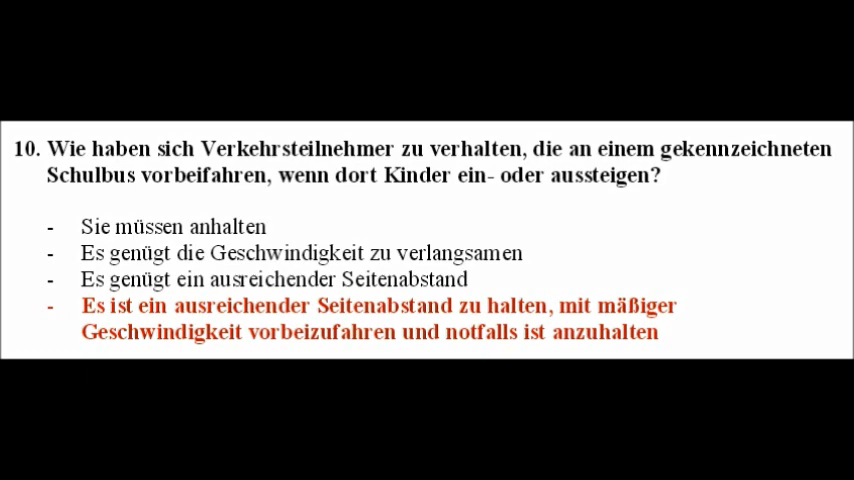 10. Wie haben sich Verkehrsteilnehmer zu verhalten, die an einem gekennzeichneten
Schulbus vorbeifahren, wenn dort Kinder ein- oder aussteigen?
- Sie müssen anhalten
- Es genügt die Geschwindigkeit zu verlangsamen
- Es genügt ein ausreichender Seitenabstand
- Es ist ein ausreichender Seitenabstand zu halten, mit mäßiger
Geschwindigkeit vorbeizufahren und notfalls ist anzuhalten